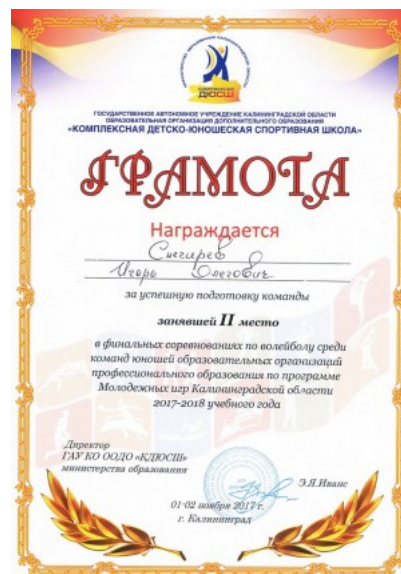 КОМПЛЕКСНАЯ
ДЮСШ
ГОСУДАРСТВЕННОЕ АВТОНОМНОЕ УЧРЕЖДЕНИЕ КАЛИНИНГРАДСКОЙ ОБЛАСТИ
ОБРАЗОВАТЕЛЬНАЯ ОРГАНИЗАЦИЯ ДОПОЛНИТЕЛЬНОГО ОБРАЗОВАНИЯ
«КОМПЛЕКСНАЯ ДЕТСКО-ЮНОШЕСКАЯ СПОРТИВНАЯ ШКОЛА»
ГРАМОТА
Награждается
Снегирев
Игорь Олегович
за успешную подготовку команды
занявшей II место
в финальных соревнованиях по волейболу среди
команд юношей образовательных организаций
профессионального образования по программе
Молодежных игр Калининградской области
2017-2018 учебного года
Директор
ГАУ КО ООДО «КДЮСШ»
министерства образования
Э.Я.Иванс
01-02 ноября 2017 г.
г. Калининград